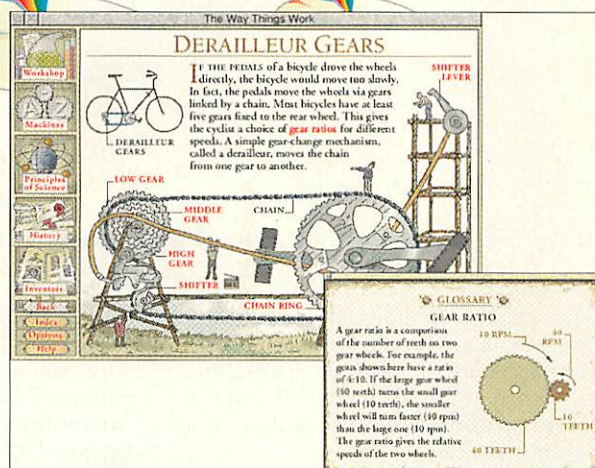 The Way Things Work
DERAILLEUR GEARS
Workshop
Machines
Principles
of Science
History
Inventors
Back
Index
Options
Help
IF THE PEDALS of a bicycle drove the wheels
directly, the bicycle would move too slowly.
In fact, the pedals move the wheels via gears
linked by a chain. Most bicycles have at least
five gears fixed to the rear wheel. This gives
the cyclist a choice of gear ratios for different
speeds. A simple gear-change mechanism,
called a derailleur, moves the chain
from one gear to another.
SHIFTER
LEVER
DERAILLEUR
GEARS
LOW GEAR
MIDDLE
GEAR
CHAIN
HIGH
GEAR
SHIFTER
CHAIN RING
GLOSSARY
GEAR RATIO
A gear ratio is a comparison
of the number of teeth on two
gear wheels. For example, the
gears shown here have a ratio
of 4:10. If the large gear wheel
(40 teeth) turns the small gear
wheel (10 teeth), the smaller
wheel will turn faster (40 rpm)
than the large one (10 rpm).
The gear ratio gives the relative
speeds of the two wheels.
10 RPM
40
RPM
10
TEETH
40 TEETH